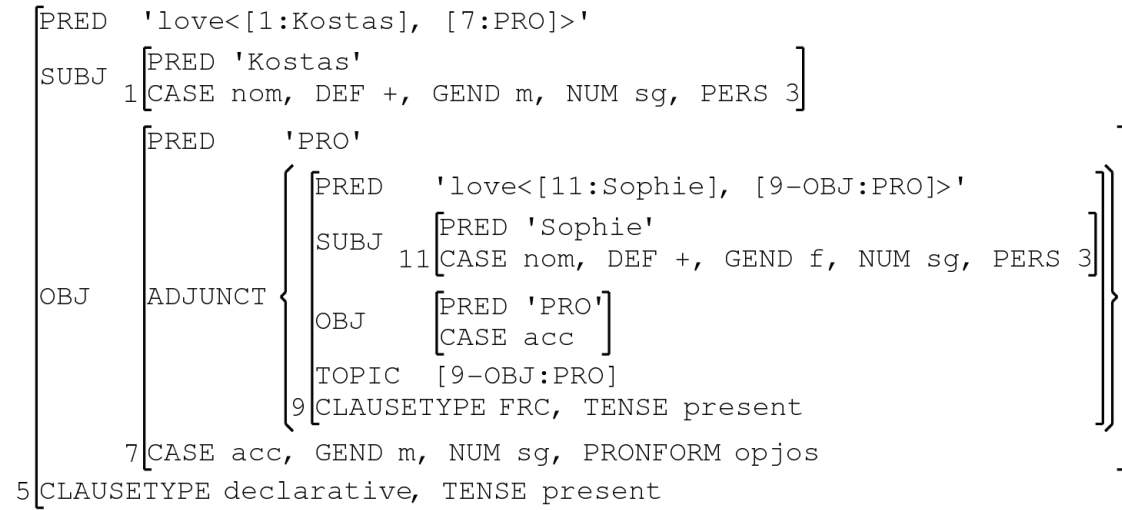 PRED 'love<[1:Kostas], [7:PRO]>'
PRED 'Kostas'
SUBJ
1 CASE nom, DEF +, GEND m, NUM sg, PERS 3
PRED 'PRO'
PRED 'love<[11:Sophie], [9-OBJ:PRO]>'
PRED 'Sophie'
SUBJ
11 CASE nom, DEF +, GEND f, NUM sg, PERS 3
OBJ ADJUNCT
PRED 'PRO'
OBJ
CASE acc
TOPIC [9-OBJ:PRO]
9 CLAUSETYPE FRC, TENSE present
7 CASE acc, GEND m, NUM sg, PRONFORM opjos
5 CLAUSETYPE declarative, TENSE present